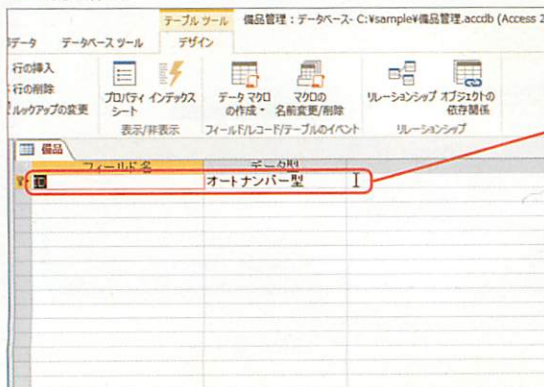 テーブル ツール 備品管理:データベース- C:¥sample¥備品管理.accdb (Access 2
データ データベース ツール デザイン
行の挿入
行の削除
ルックアップの変更
プロパティ シート
インデックス
データ マクロ の作成
マクロの 名前変更/削除
リレーションシップ
オブジェクトの 依存関係
表示/非表示 フィールド/レコード/テーブルのイベント リレーションシップ
備品
フィールド名 データ型
ID オートナンバー型